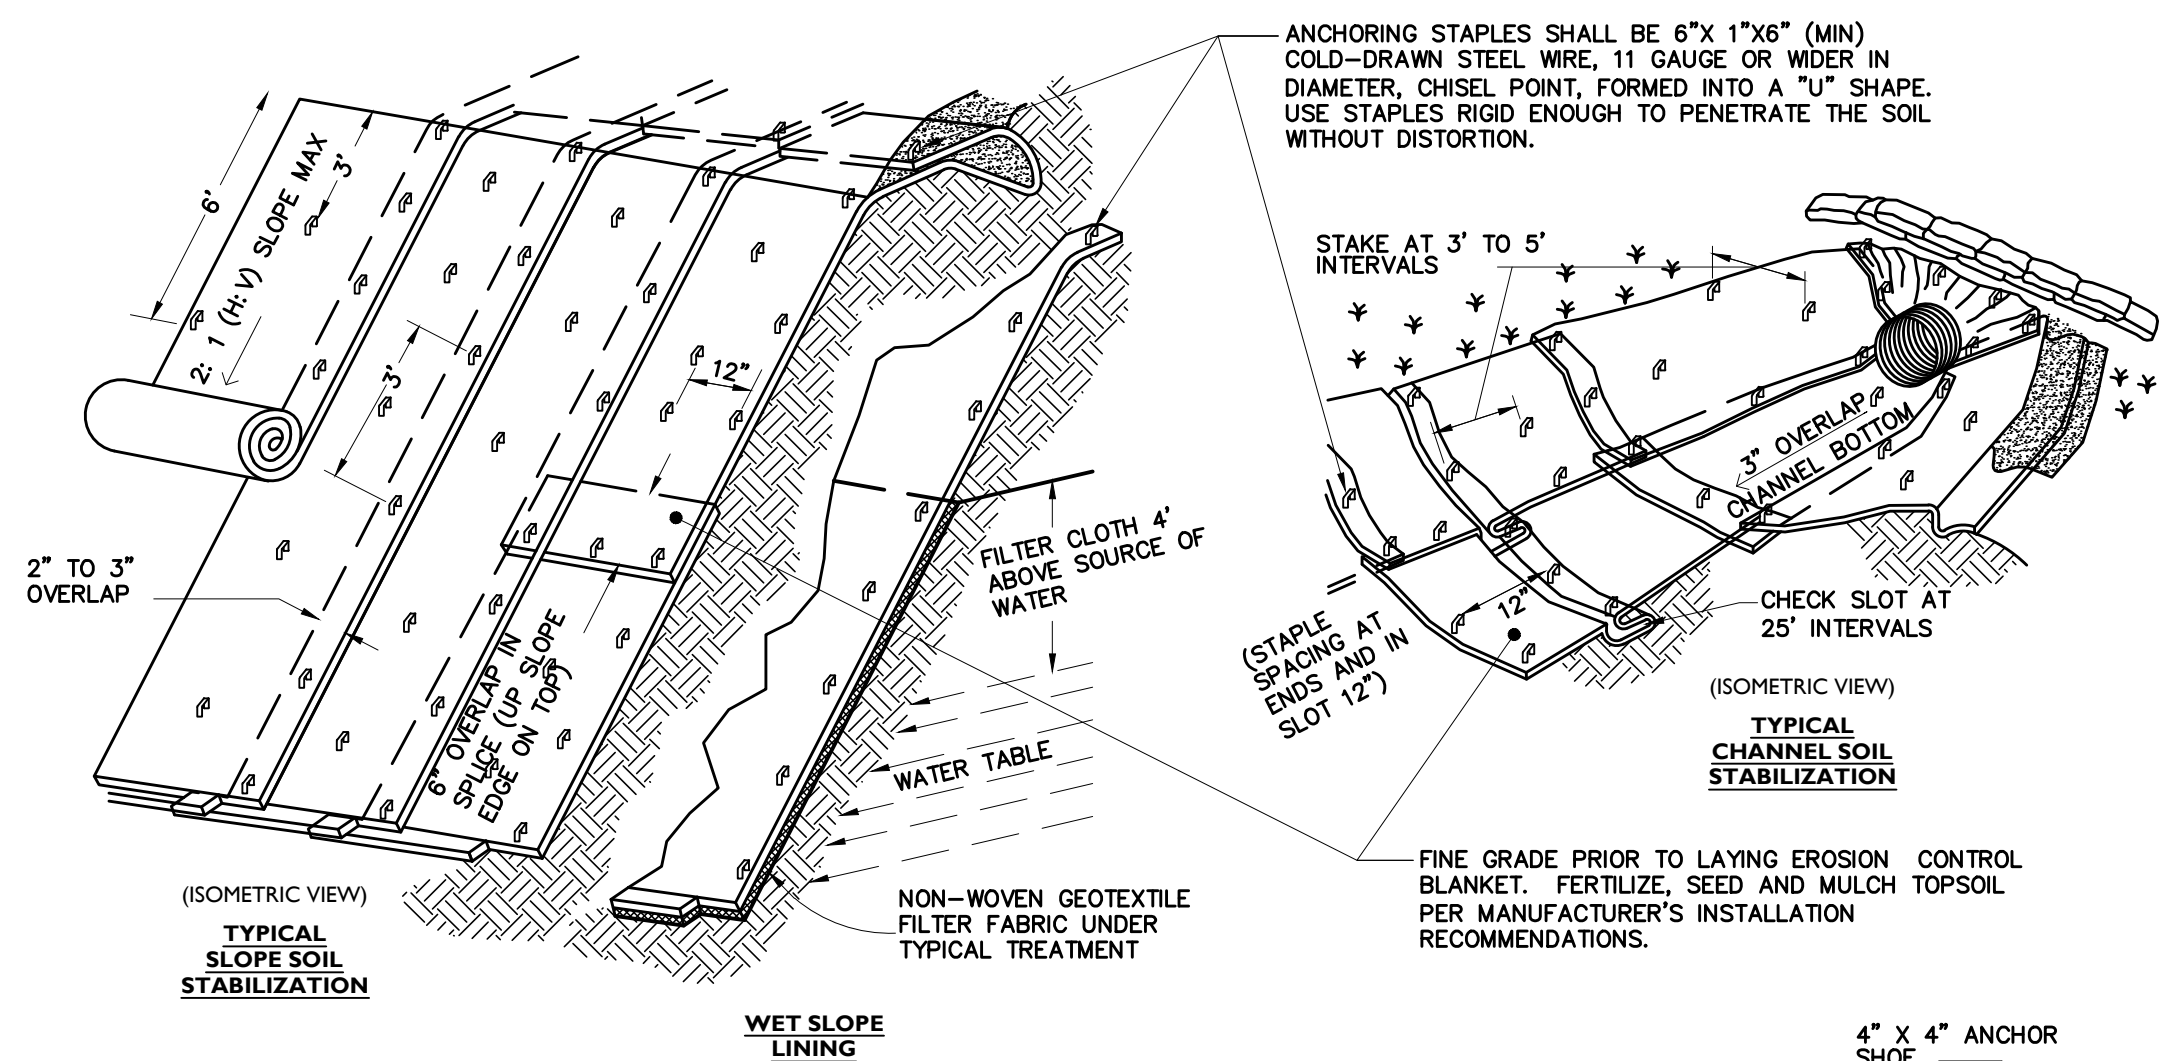 ANCHORING STAPLES SHALL BE 6"X 1"X6" (MIN)
COLD-DRAWN STEEL WIRE, 11 GAUGE OR WIDER IN
DIAMETER, CHISEL POINT, FORMED INTO A "U" SHAPE.
USE STAPLES RIGID ENOUGH TO PENETRATE THE SOIL
WITHOUT DISTORTION.
6'
3'
2: 1 (H: V) SLOPE MAX
3'
12"
2" TO 3"
OVERLAP
6" OVERLAP IN
SPLICE (UP SLOPE
EDGE ON TOP)
(ISOMETRIC VIEW)
TYPICAL
SLOPE SOIL
STABILIZATION
FILTER CLOTH 4'
ABOVE SOURCE OF
WATER
WATER TABLE
NON-WOVEN GEOTEXTILE
FILTER FABRIC UNDER
TYPICAL TREATMENT
WET SLOPE
LINING
STAKE AT 3' TO 5'
INTERVALS
3" OVERLAP
CHANNEL BOTTOM
12"
(STAPLE
SPACING AT
ENDS AND IN
SLOT 12")
CHECK SLOT AT
25' INTERVALS
(ISOMETRIC VIEW)
TYPICAL
CHANNEL SOIL
STABILIZATION
FINE GRADE PRIOR TO LAYING EROSION CONTROL
BLANKET. FERTILIZE, SEED AND MULCH TOPSOIL
PER MANUFACTURER'S INSTALLATION
RECOMMENDATIONS.
4" X 4" ANCHOR
SHOE